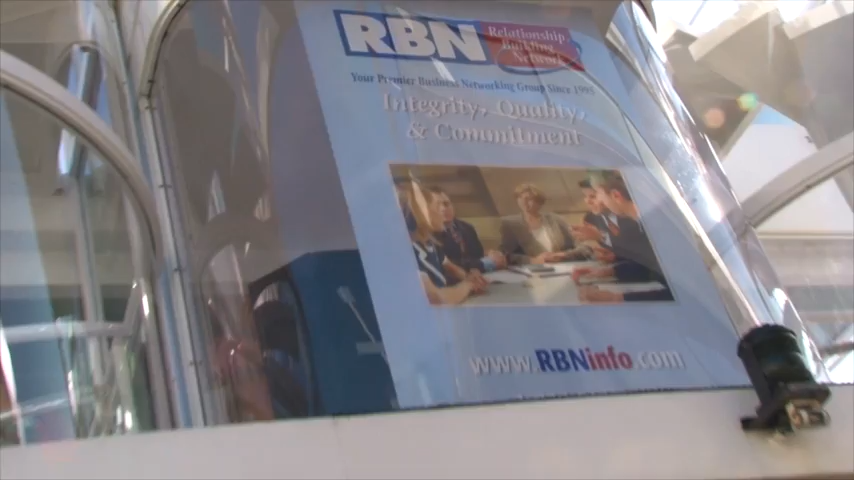 RBN Relationship
Building
Network
Your Premier Business Networking Group Since 1995
Integrity, Quality,
& Commitment
www.RBNinfo.com